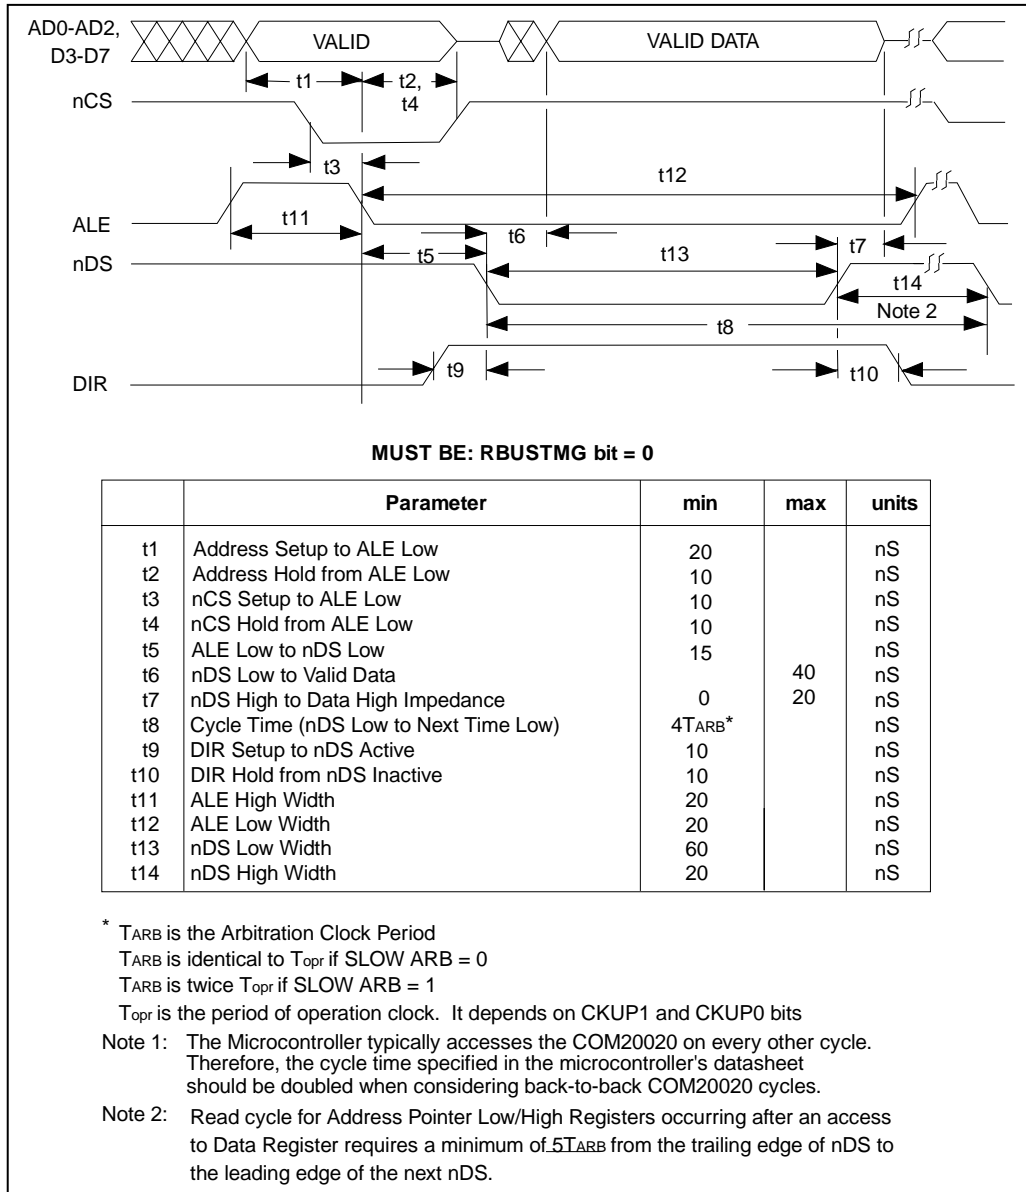 AD0-AD2,
D3-D7
VALID
VALID DATA
t1
t2,
t4
nCS
t3
t12
ALE
t11
t6
t7
nDS
t5
t13
t14
Note 2
t8
DIR
t9
t10
MUST BE: RBUSTMG bit = 0
Parameter min max units
t1 Address Setup to ALE Low 20 nS
t2 Address Hold from ALE Low 10 nS
t3 nCS Setup to ALE Low 10 nS
t4 nCS Hold from ALE Low 10 nS
t5 ALE Low to nDS Low 15 nS
t6 nDS Low to Valid Data 40 nS
t7 nDS High to Data High Impedance 0 20 nS
t8 Cycle Time (nDS Low to Next Time Low) 4TARB* nS
t9 DIR Setup to nDS Active 10 nS
t10 DIR Hold from nDS Inactive 10 nS
t11 ALE High Width 20 nS
t12 ALE Low Width 20 nS
t13 nDS Low Width 60 nS
t14 nDS High Width 20 nS
* TARB is the Arbitration Clock Period
TARB is identical to Topr if SLOW ARB = 0
TARB is twice Topr if SLOW ARB = 1
Topr is the period of operation clock. It depends on CKUP1 and CKUP0 bits
Note 1: The Microcontroller typically accesses the COM20020 on every other cycle.
Therefore, the cycle time specified in the microcontroller's datasheet
should be doubled when considering back-to-back COM20020 cycles.
Note 2: Read cycle for Address Pointer Low/High Registers occurring after an access
to Data Register requires a minimum of 5TARB from the trailing edge of nDS to
the leading edge of the next nDS.